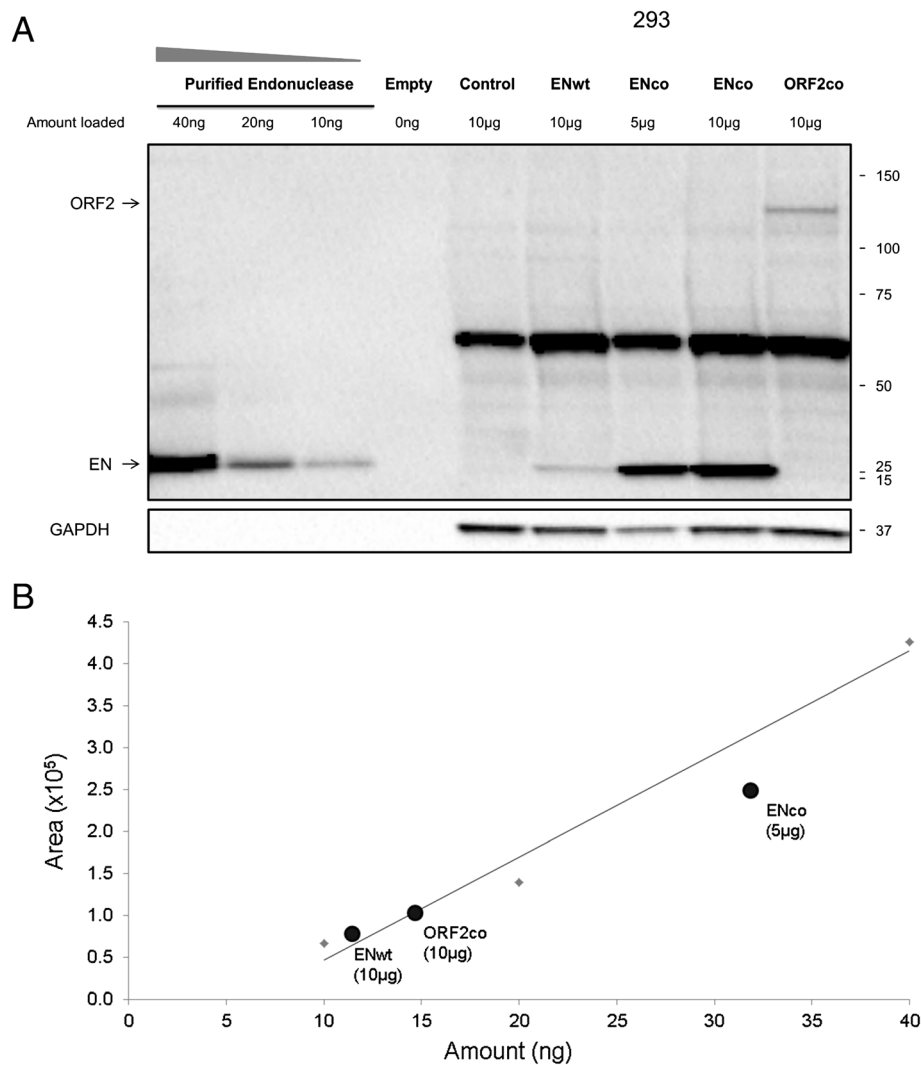 A
293
Purified Endonuclease Empty Control ENwt ENco ENco ORF2co
Amount loaded 40ng 20ng 10ng 0ng 10µg 10µg 5µg 10µg 10µg
ORF2 →
- 150
- 100
- 75
- 50
EN →
- 25
- 15
GAPDH
- 37
B
Area (x10⁵)
4.5
4.0
3.5
3.0
2.5
2.0
1.5
1.0
0.5
0.0
ENco
(5µg)
ORF2co
(10µg)
ENwt
(10µg)
0 5 10 15 20 25 30 35 40
Amount (ng)